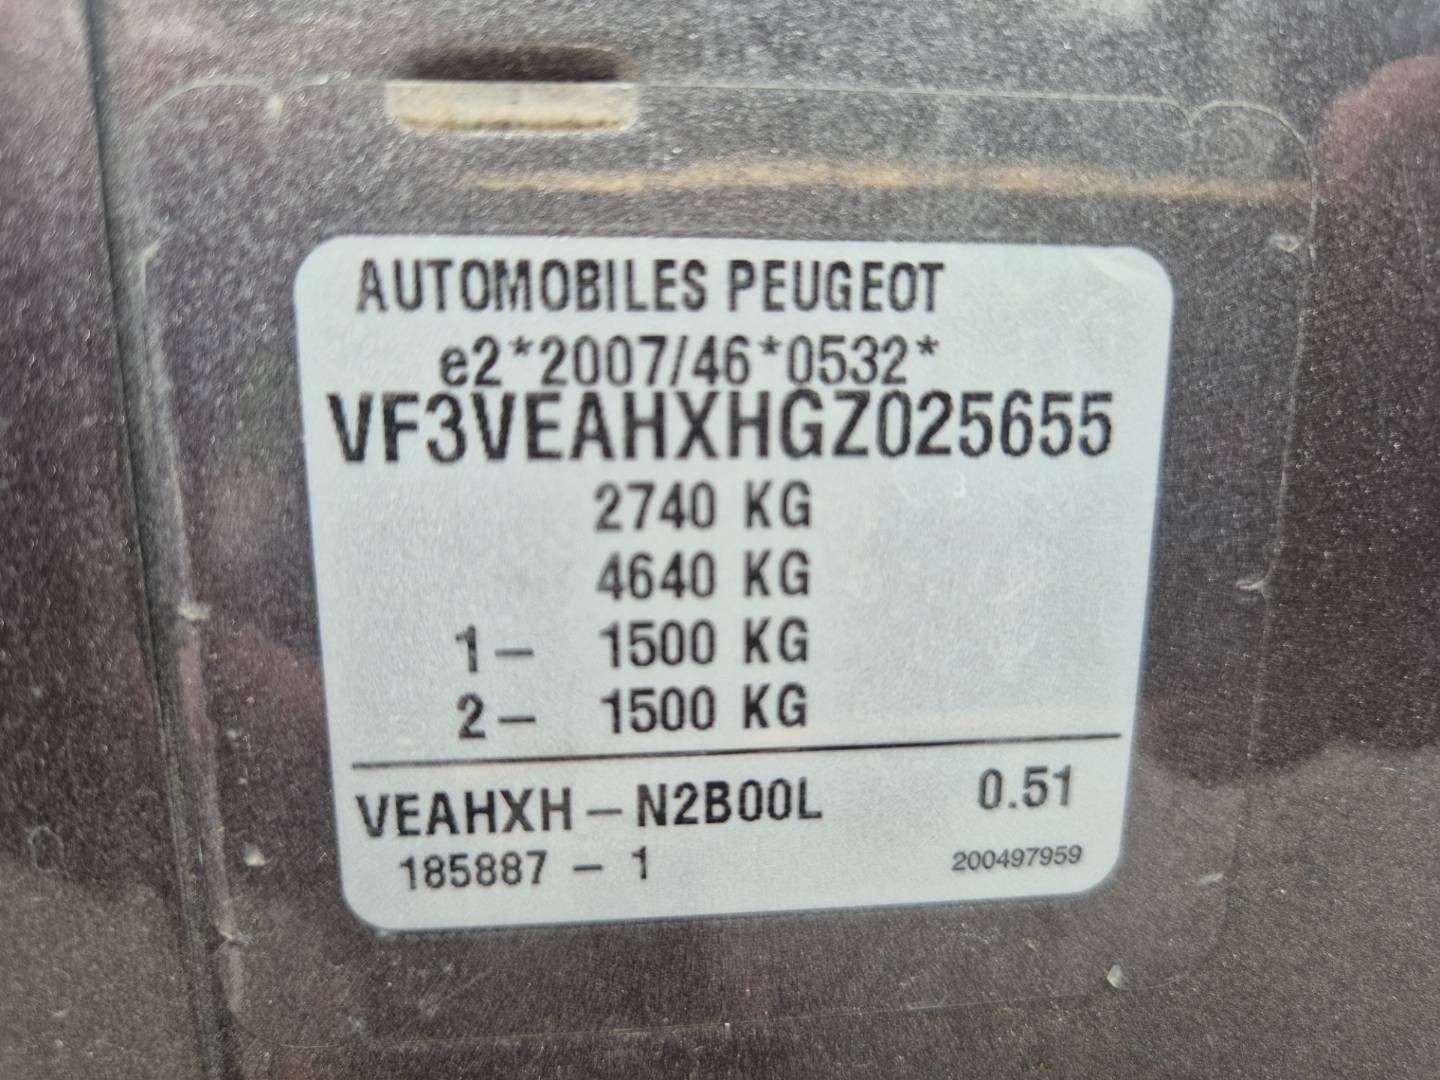 AUTOMOBILES PEUGEOT
e2*2007/46*0532*
VF3VEAHXHGZ025655
2740 KG
4640 KG
1- 1500 KG
2- 1500 KG
VEAHXH-N2B00L 0.51
185887 - 1 200497959